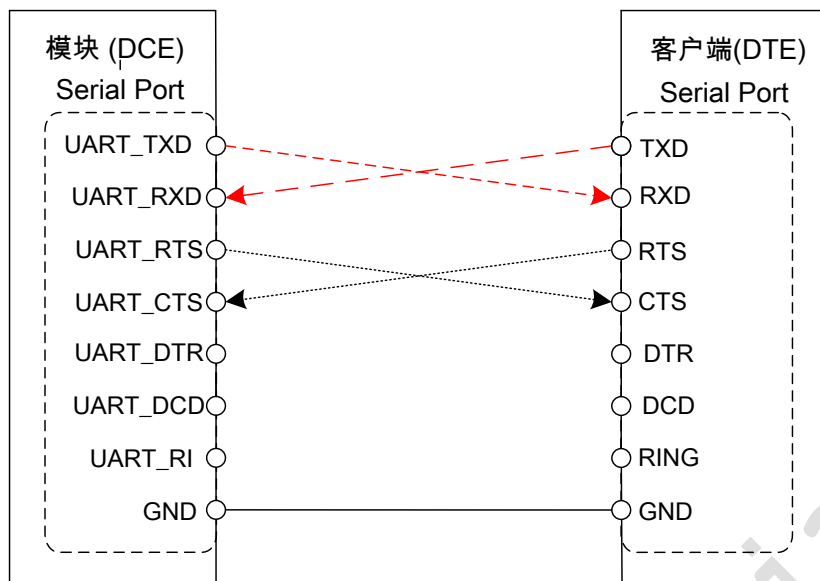 模块 (DCE)
Serial Port
UART_TXD
UART_RXD
UART_RTS
UART_CTS
UART_DTR
UART_DCD
UART_RI
GND
客户端(DTE)
Serial Port
TXD
RXD
RTS
CTS
DTR
DCD
RING
GND